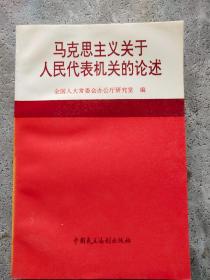 马克思主义关于
人民代表机关的论述
全国人大常委会办公厅研究室 编
中国民主法制出版社